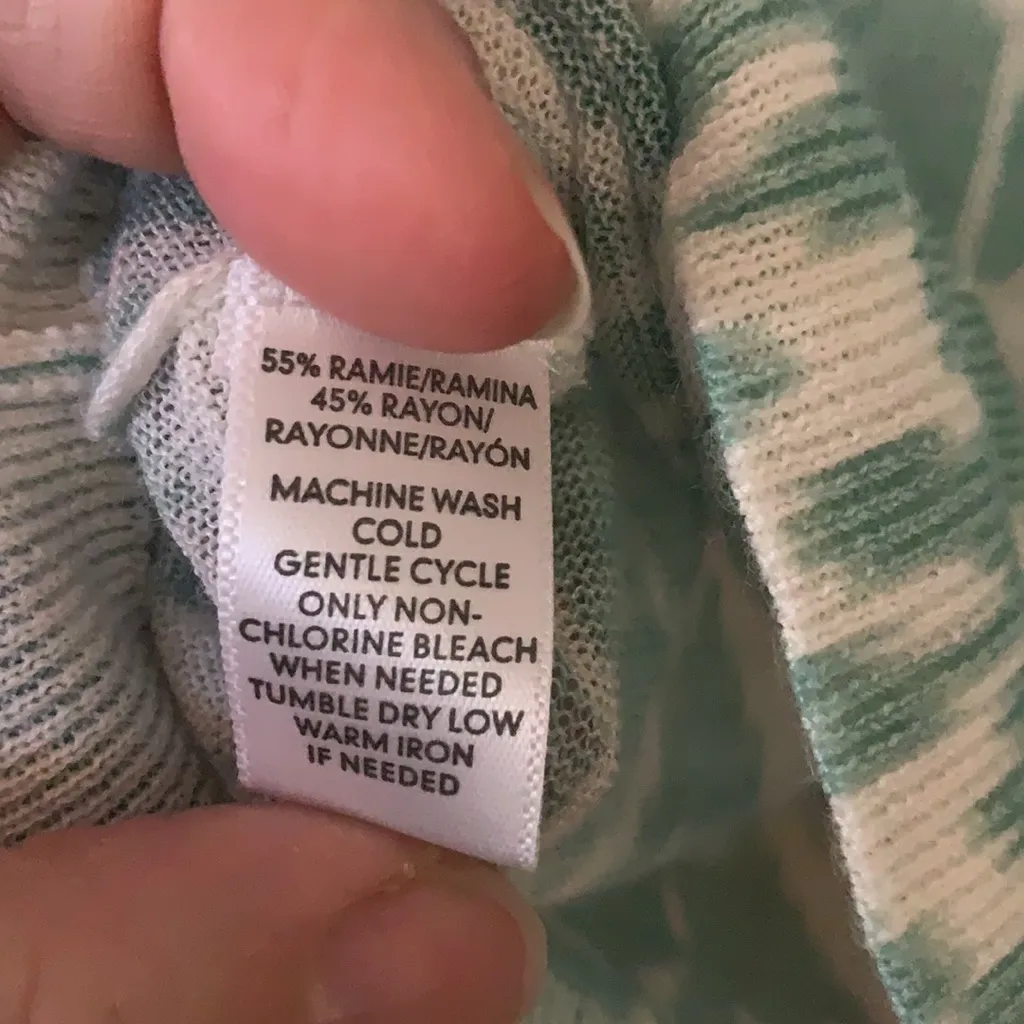 55% RAMIE/RAMINA
45% RAYON/
RAYONNE/RAYÓN
MACHINE WASH
COLD
GENTLE CYCLE
ONLY NON-
CHLORINE BLEACH
WHEN NEEDED
TUMBLE DRY LOW
WARM IRON
IF NEEDED